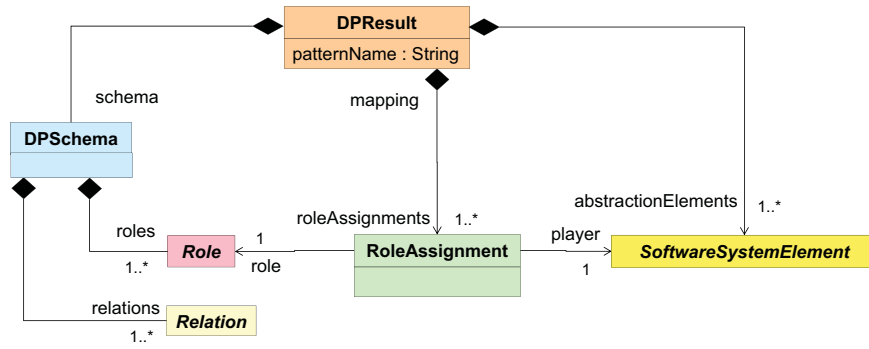 DPResult
patternName : String
schema
mapping
DPSchema
abstractionElements
1..*
roleAssignments
1..*
roles
1..*
Role
1
role
RoleAssignment
player
1
SoftwareSystemElement
relations
1..*
Relation